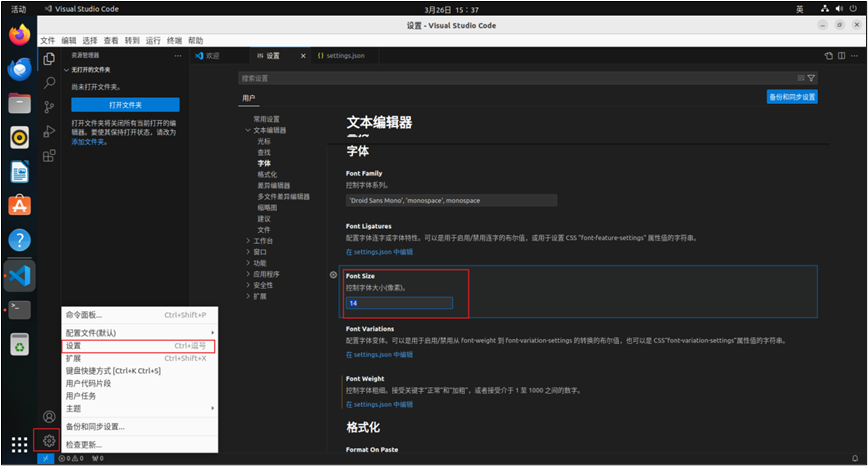 活动
Visual Studio Code
3月26日 15：37
英
设置 - Visual Studio Code
文件 编辑 选择 查看 转到 运行 终端 帮助
资源管理器
欢迎
设置
settings.json
无打开的文件夹
尚未打开文件夹。
打开文件夹
打开文件夹将关闭所有当前打开的编
辑器。要使其保持打开状态，请改为
添加文件夹。
搜索设置
用户
备份和同步设置
常用设置
文本编辑器
光标
查找
字体
格式化
差异编辑器
多文件差异编辑器
缩略图
建议
文件
工作台
窗口
功能
应用程序
安全性
扩展
文本编辑器
字体
Font Family
控制字体系列。
'Droid Sans Mono', 'monospace', monospace
Font Ligatures
配置字体连字或字体特性。可以是用于启用/禁用连字的布尔值，或用于设置 CSS "font-feature-settings" 属性值的字符串。
在 settings.json 中编辑
Font Size
控制字体大小(像素)。
14
Font Variations
配置字体变体。可以是用于启用/禁用从 font-weight 到 font-variation-settings 的转换的布尔值，也可以是 CSS"font-variation-settings"属性值的字符串。
在 settings.json 中编辑
Font Weight
控制字体粗细。接受关键字"正常"和"加粗"，或者接受介于 1 至 1000 之间的数字。
在 settings.json 中编辑
格式化
Format On Paste
命令面板... Ctrl+Shift+P
配置文件(默认)
设置 Ctrl+逗号
扩展 Ctrl+Shift+X
键盘快捷方式 [Ctrl+K Ctrl+S]
用户代码片段
用户任务
主题
备份和同步设置...
检查更新...
0 0 0